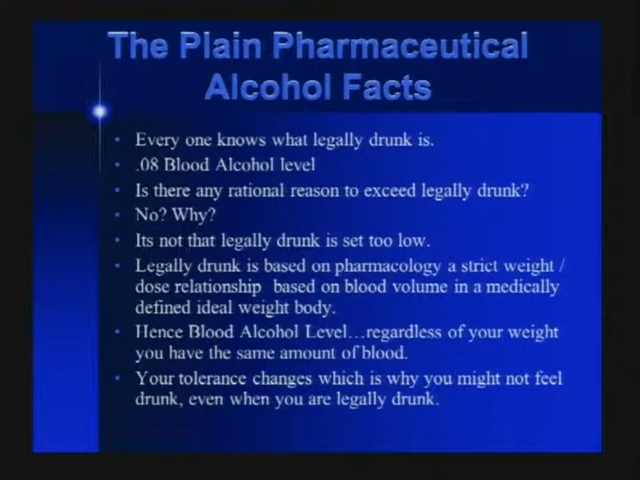 The Plain Pharmaceutical
Alcohol Facts
• Every one knows what legally drunk is.
• .08 Blood Alcohol level
• Is there any rational reason to exceed legally drunk?
• No? Why?
• Its not that legally drunk is set too low.
• Legally drunk is based on pharmacology a strict weight /
dose relationship based on blood volume in a medically
defined ideal weight body.
• Hence Blood Alcohol Level…regardless of your weight
you have the same amount of blood.
• Your tolerance changes which is why you might not feel
drunk, even when you are legally drunk.